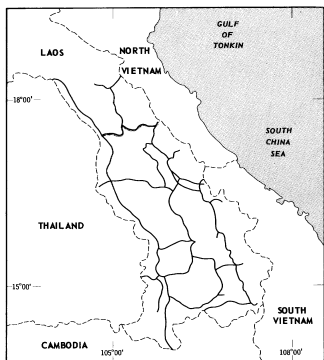 GULF
OF
TONKIN
LAOS
NORTH
VIETNAM
18°00'
SOUTH
CHINA
SEA
THAILAND
15°00'
SOUTH
VIETNAM
CAMBODIA
105°00'
108°00'